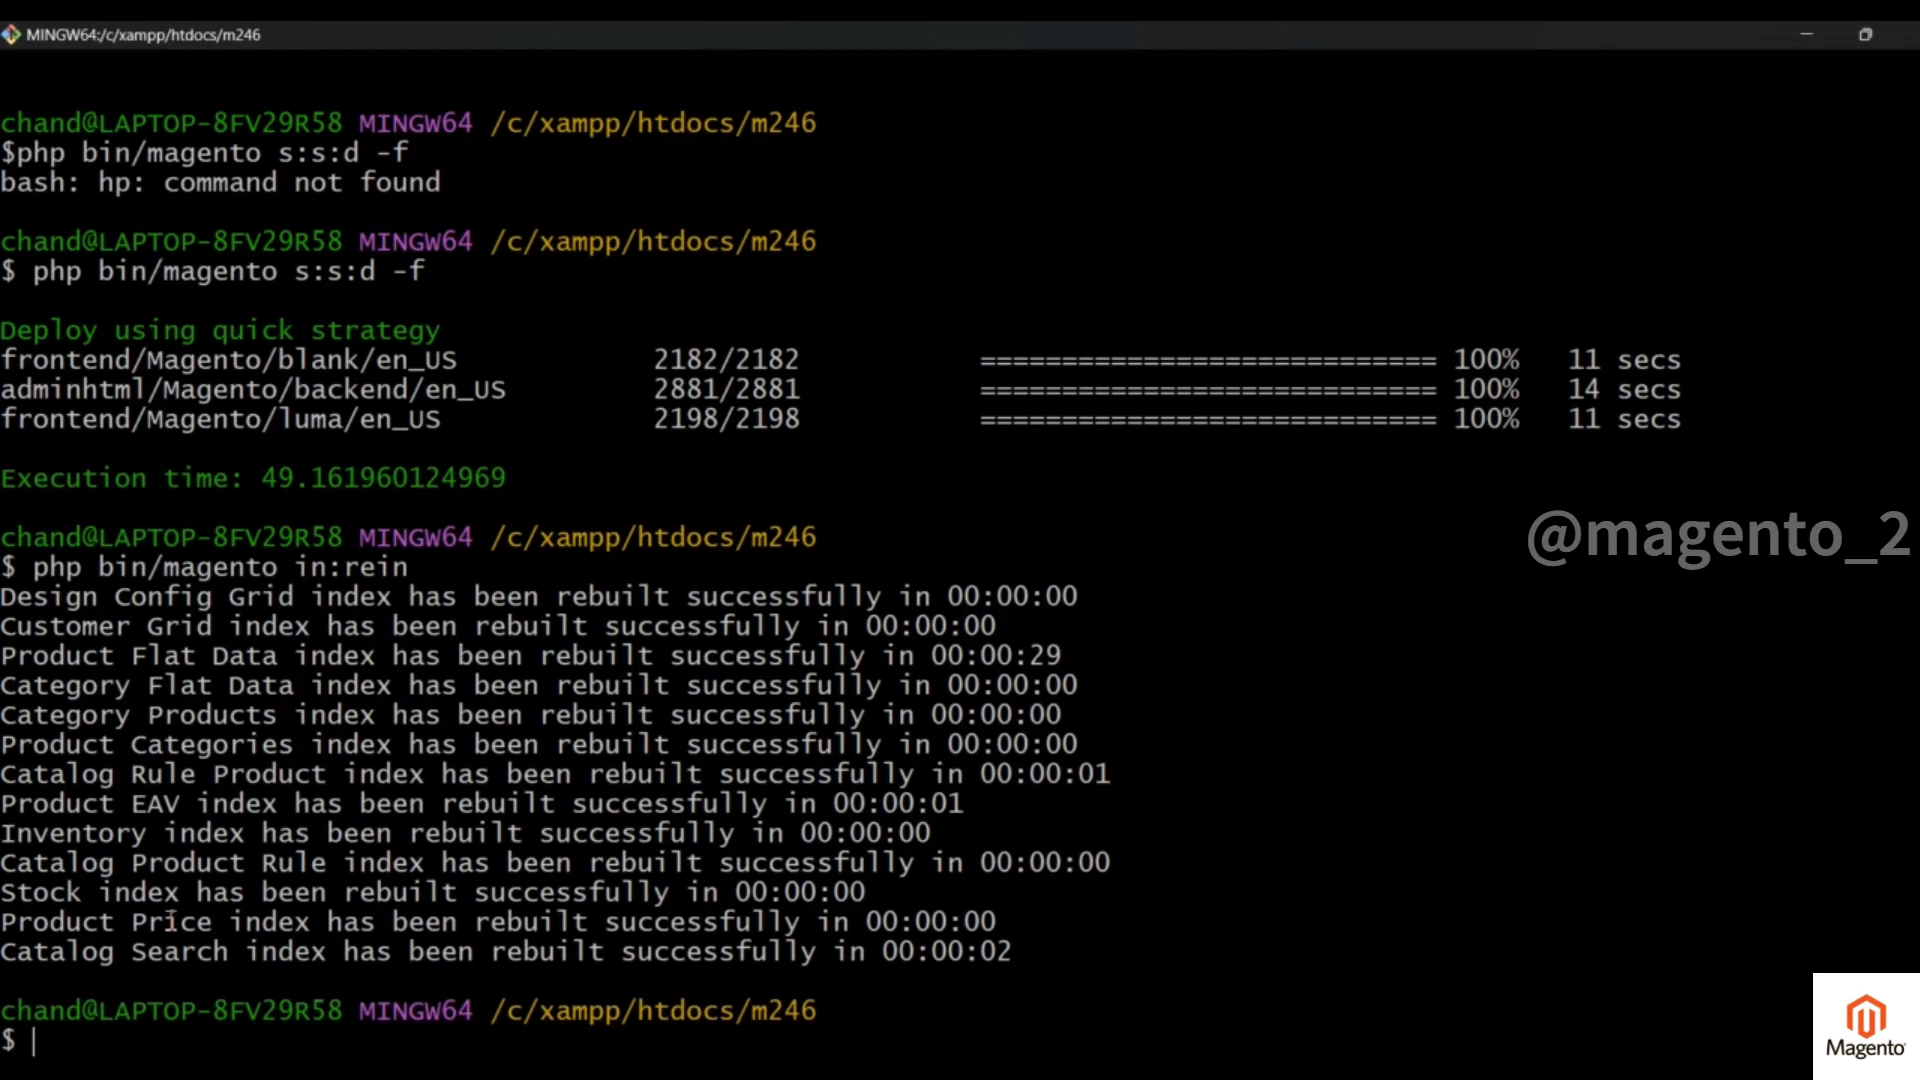 MINGW64:/c/xampp/htdocs/m246
chand@LAPTOP-8FV29R58 MINGW64 /c/xampp/htdocs/m246
$php bin/magento s:s:d -f
bash: hp: command not found
chand@LAPTOP-8FV29R58 MINGW64 /c/xampp/htdocs/m246
$ php bin/magento s:s:d -f
Deploy using quick strategy
frontend/Magento/blank/en_US 2182/2182 ============================ 100% 11 secs
adminhtml/Magento/backend/en_US 2881/2881 ============================ 100% 14 secs
frontend/Magento/luma/en_US 2198/2198 ============================ 100% 11 secs
Execution time: 49.161960124969
chand@LAPTOP-8FV29R58 MINGW64 /c/xampp/htdocs/m246
@magento_2
$ php bin/magento in:rein
Design Config Grid index has been rebuilt successfully in 00:00:00
Customer Grid index has been rebuilt successfully in 00:00:00
Product Flat Data index has been rebuilt successfully in 00:00:29
Category Flat Data index has been rebuilt successfully in 00:00:00
Category Products index has been rebuilt successfully in 00:00:00
Product Categories index has been rebuilt successfully in 00:00:00
Catalog Rule Product index has been rebuilt successfully in 00:00:01
Product EAV index has been rebuilt successfully in 00:00:01
Inventory index has been rebuilt successfully in 00:00:00
Catalog Product Rule index has been rebuilt successfully in 00:00:00
Stock index has been rebuilt successfully in 00:00:00
Product Price index has been rebuilt successfully in 00:00:00
Catalog Search index has been rebuilt successfully in 00:00:02
chand@LAPTOP-8FV29R58 MINGW64 /c/xampp/htdocs/m246
$
Magento